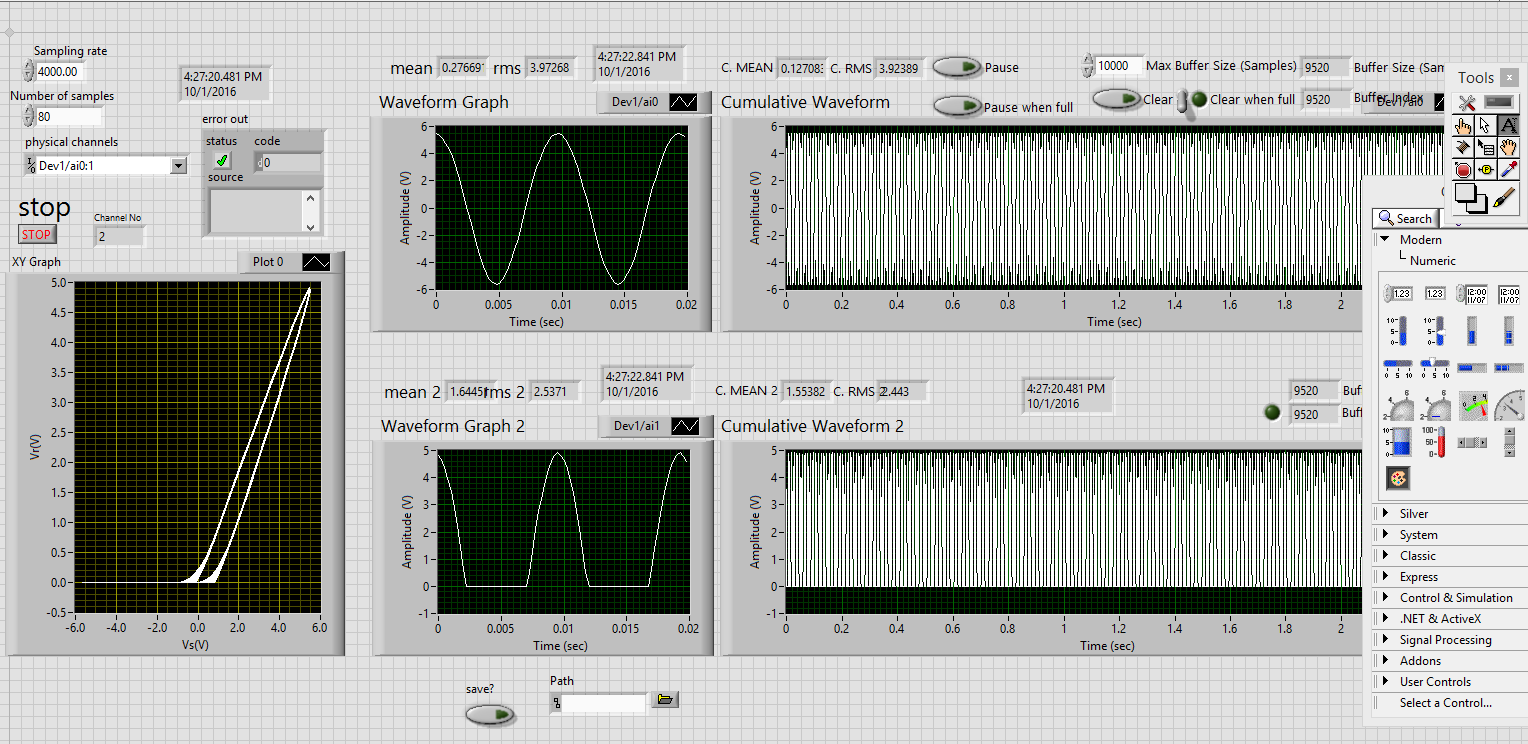 Sampling rate
4000.00
4:27:20.481 PM
10/1/2016
Number of samples
80
physical channels
Dev1/ai0:1
error out
status code
0
source
stop
STOP
Channel No
2
mean rms 3.97268
4:27:22.841 PM
10/1/2016
C. MEAN C. RMS 3.92389
Pause
10000 Max Buffer Size (Samples) 9520 Buffer Size (Sam
Waveform Graph Dev1/ai0
Cumulative Waveform
Pause when full
Clear Clear when full 9520 Buffer Index
Dev1/ai0
6
4
2
0
-2
-4
-6
Amplitude (V)
0 0.005 0.01 0.015 0.02
Time (sec)
6
4
2
0
-2
-4
-6
Amplitude (V)
0 0.2 0.4 0.6 0.8 1 1.2 1.4 1.6 1.8 2
Time (sec)
XY Graph Plot 0
5.0
4.5
4.0
3.5
3.0
2.5
2.0
1.5
1.0
0.5
0.0
-0.5
Vr(V)
-6.0 -4.0 -2.0 0.0 2.0 4.0 6.0
Vs(V)
mean 2 1.6445 rms 2 2.5371
4:27:22.841 PM
10/1/2016
C. MEAN 2 1.55382 C. RMS 2 2.443
4:27:20.481 PM
10/1/2016
9520 Buf
9520 Buf
Waveform Graph 2 Dev1/ai1
Cumulative Waveform 2
5
4
3
2
1
0
-1
Amplitude (V)
0 0.005 0.01 0.015 0.02
Time (sec)
5
4
3
2
1
0
-1
Amplitude (V)
0 0.2 0.4 0.6 0.8 1 1.2 1.4 1.6 1.8 2
Time (sec)
save?
Path
Tools
Search
Modern
Numeric
1.23 1.23 12:00 11/07 12:00 11/07
Silver
System
Classic
Express
Control & Simulation
.NET & ActiveX
Signal Processing
Addons
User Controls
Select a Control...